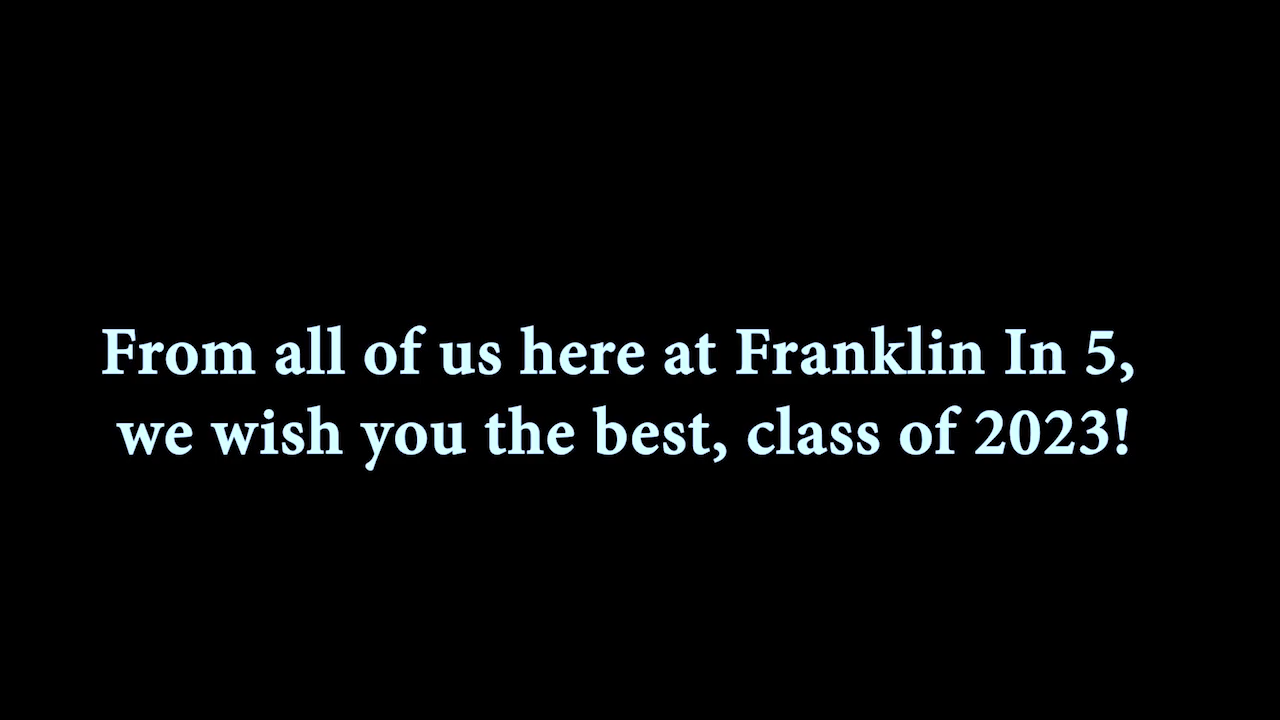 From all of us here at Franklin In 5,
we wish you the best, class of 2023!